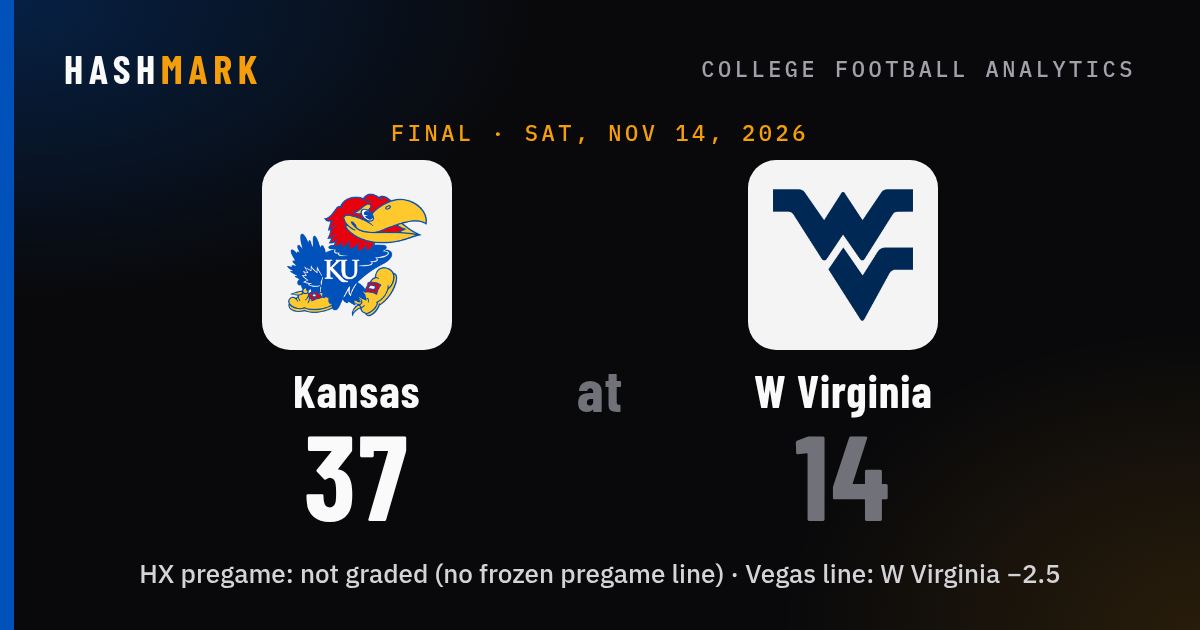 HASHMARK
COLLEGE FOOTBALL ANALYTICS
FINAL · SAT, NOV 14, 2026
KU
WV
Kansas
at
W Virginia
37
14
HX pregame: not graded (no frozen pregame line) · Vegas line: W Virginia −2.5